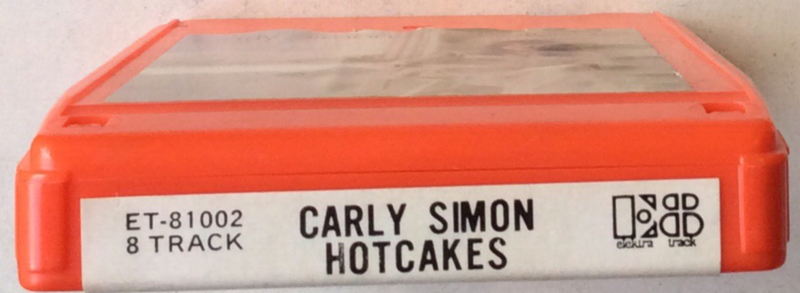 ET-81002
8 TRACK
CARLY SIMON
HOTCAKES
elektra track